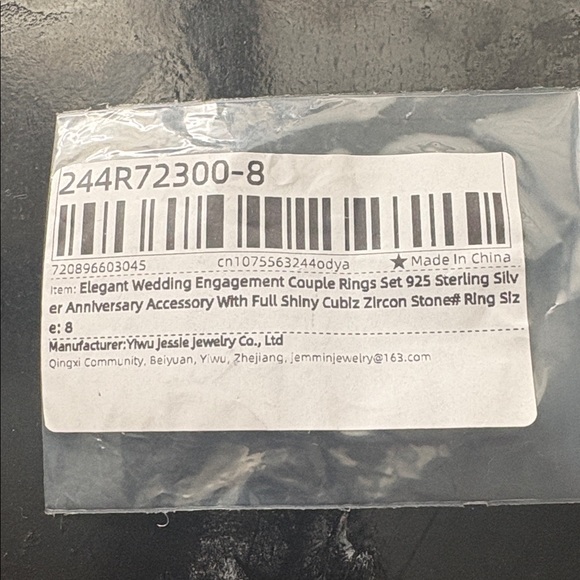 244R72300-8
720896603045 cn1075563244odya ★ Made In China
Item: Elegant Wedding Engagement Couple Rings Set 925 Sterling Silv
er Anniversary Accessory With Full Shiny Cubiz Zircon Stone# Ring Siz
e: 8
Manufacturer:Yiwu Jessie Jewelry Co., Ltd
Qingxi Community, Beiyuan, Yiwu, Zhejiang, jemminjewelry@163.com